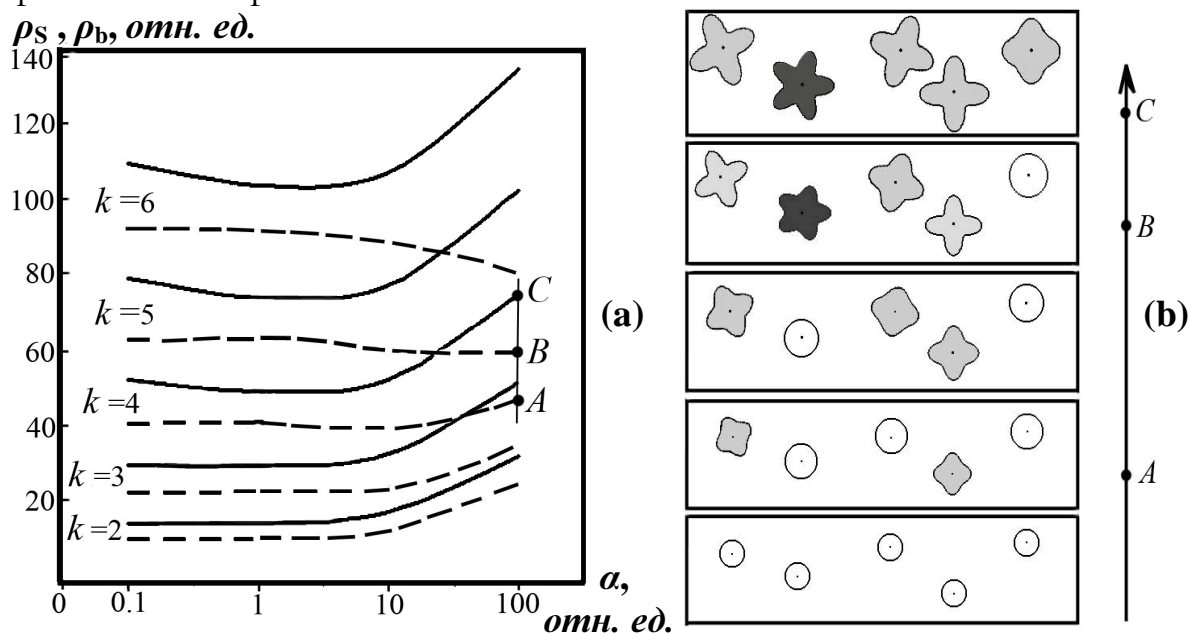 ρS , ρb, отн. ед.
140
120
100
80
60
40
20
k =6
k =5
k =4
k =3
k =2
C
B
A
0 0.1 1 10 100
α,
отн. ед.
(a)
C
B
A
(b)